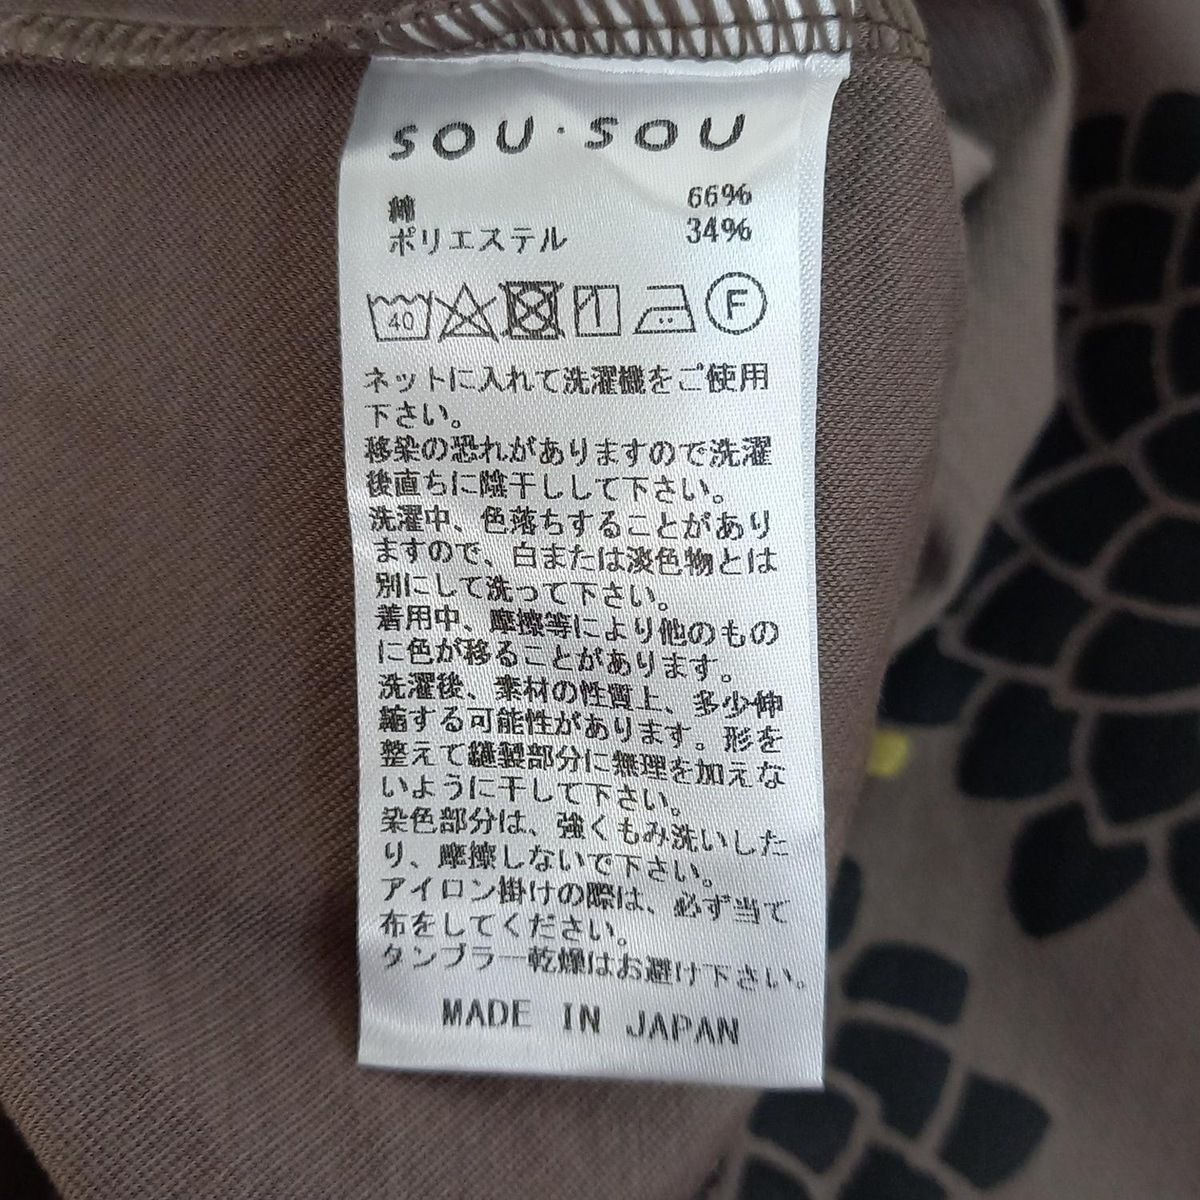 SOU・SOU
綿 66%
ポリエステル 34%
40 F
ネットに入れて洗濯機をご使用
下さい。
移染の恐れがありますので洗濯
後直ちに陰干しして下さい。
洗濯中、色落ちすることがあり
ますので、白または淡色物とは
別にして洗って下さい。
着用中、摩擦等により他のもの
に色が移ることがあります。
洗濯後、素材の性質上、多少伸
縮する可能性があります。形を
整えて縫製部分に無理を加えな
いように干して下さい。
染色部分は、強くもみ洗いした
り、摩擦しないで下さい。
アイロン掛けの際は、必ず当て
布をしてください。
タンブラー乾燥はお避け下さい。
MADE IN JAPAN